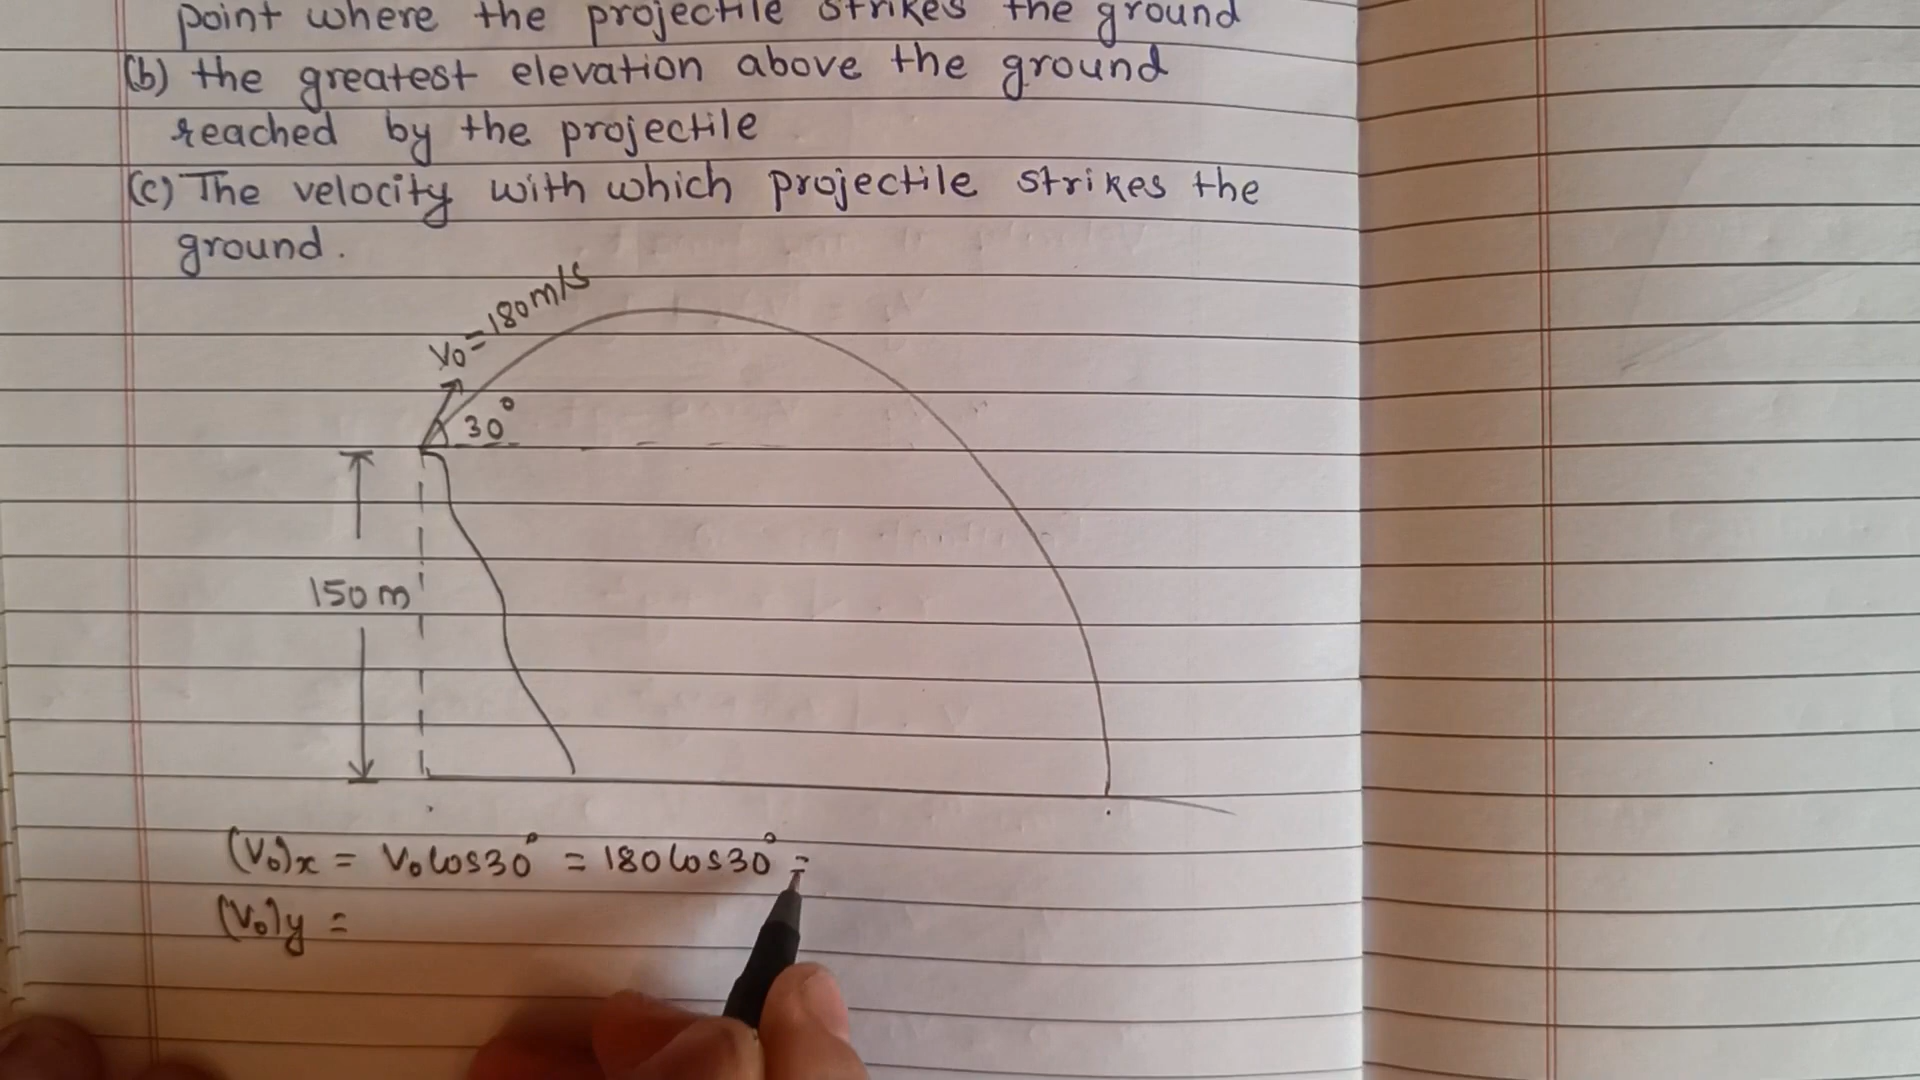 point where the projectile strikes the ground
(b) the greatest elevation above the ground
reached by the projectile
(c) The velocity with which projectile strikes the
ground.
V₀ = 180 m/s
30°
150 m
(V₀)x = V₀ cos30° = 180 cos30° =
(V₀)y =